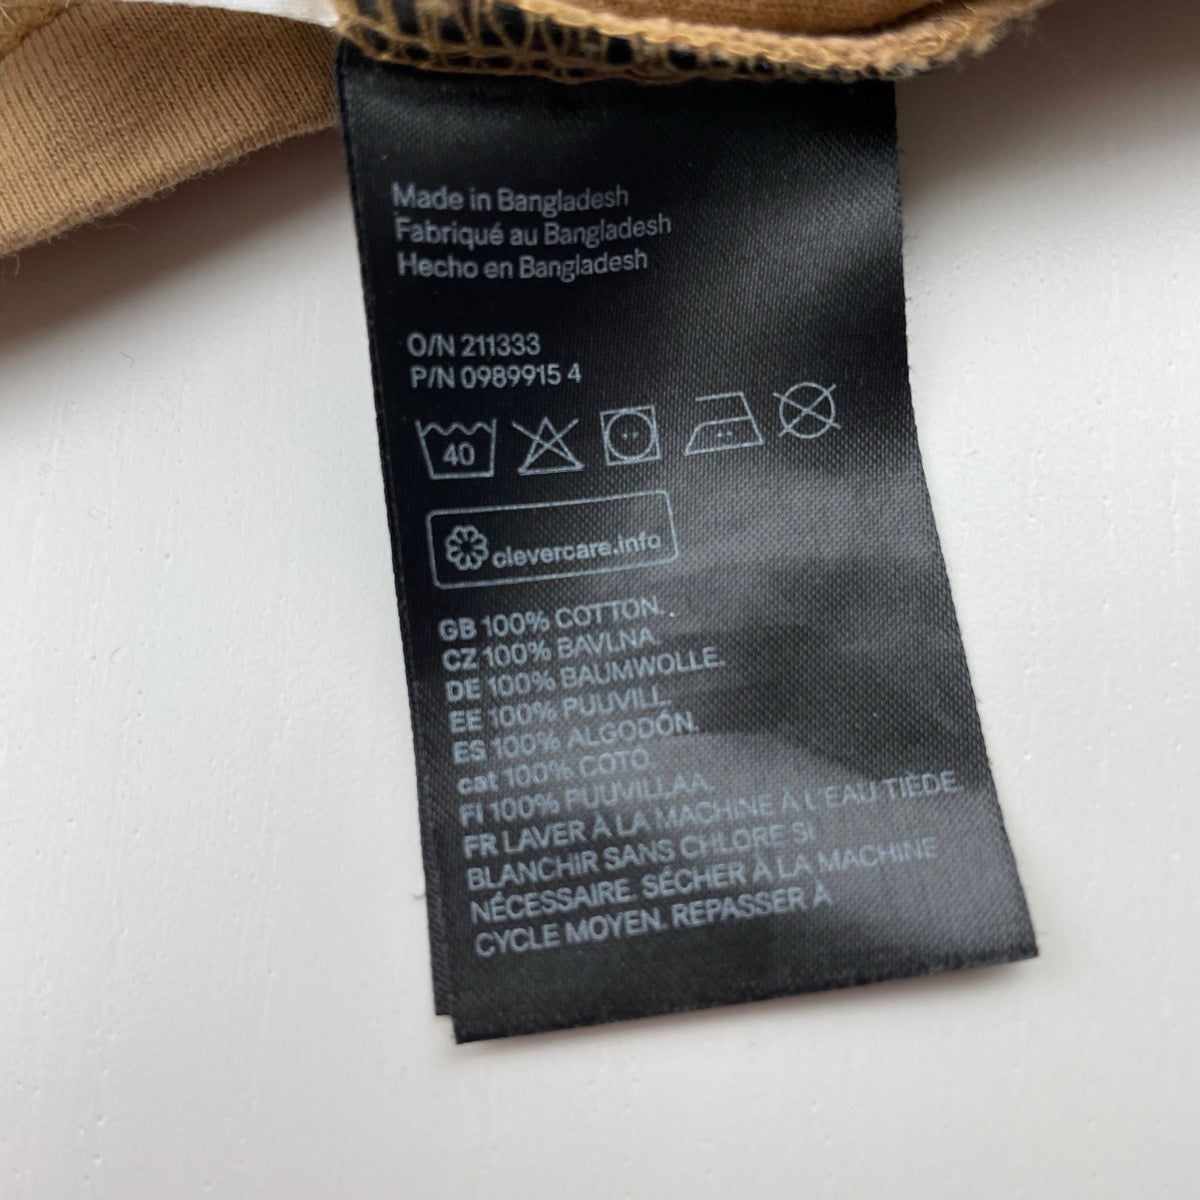 Made in Bangladesh
Fabriqué au Bangladesh
Hecho en Bangladesh
O/N 211333
P/N 0989915 4
40
clevercare.info
GB 100% COTTON.
CZ 100% BAVLNA.
DE 100% BAUMWOLLE.
EE 100% PUUVILL.
ES 100% ALGODÓN.
cat 100% COTÓ
FI 100% PUUVILLAA.
FR LAVER À LA MACHINE À L'EAU TIÈDE.
BLANCHIR SANS CHLORE SI
NÉCESSAIRE. SÉCHER À LA MACHINE
CYCLE MOYEN. REPASSER À